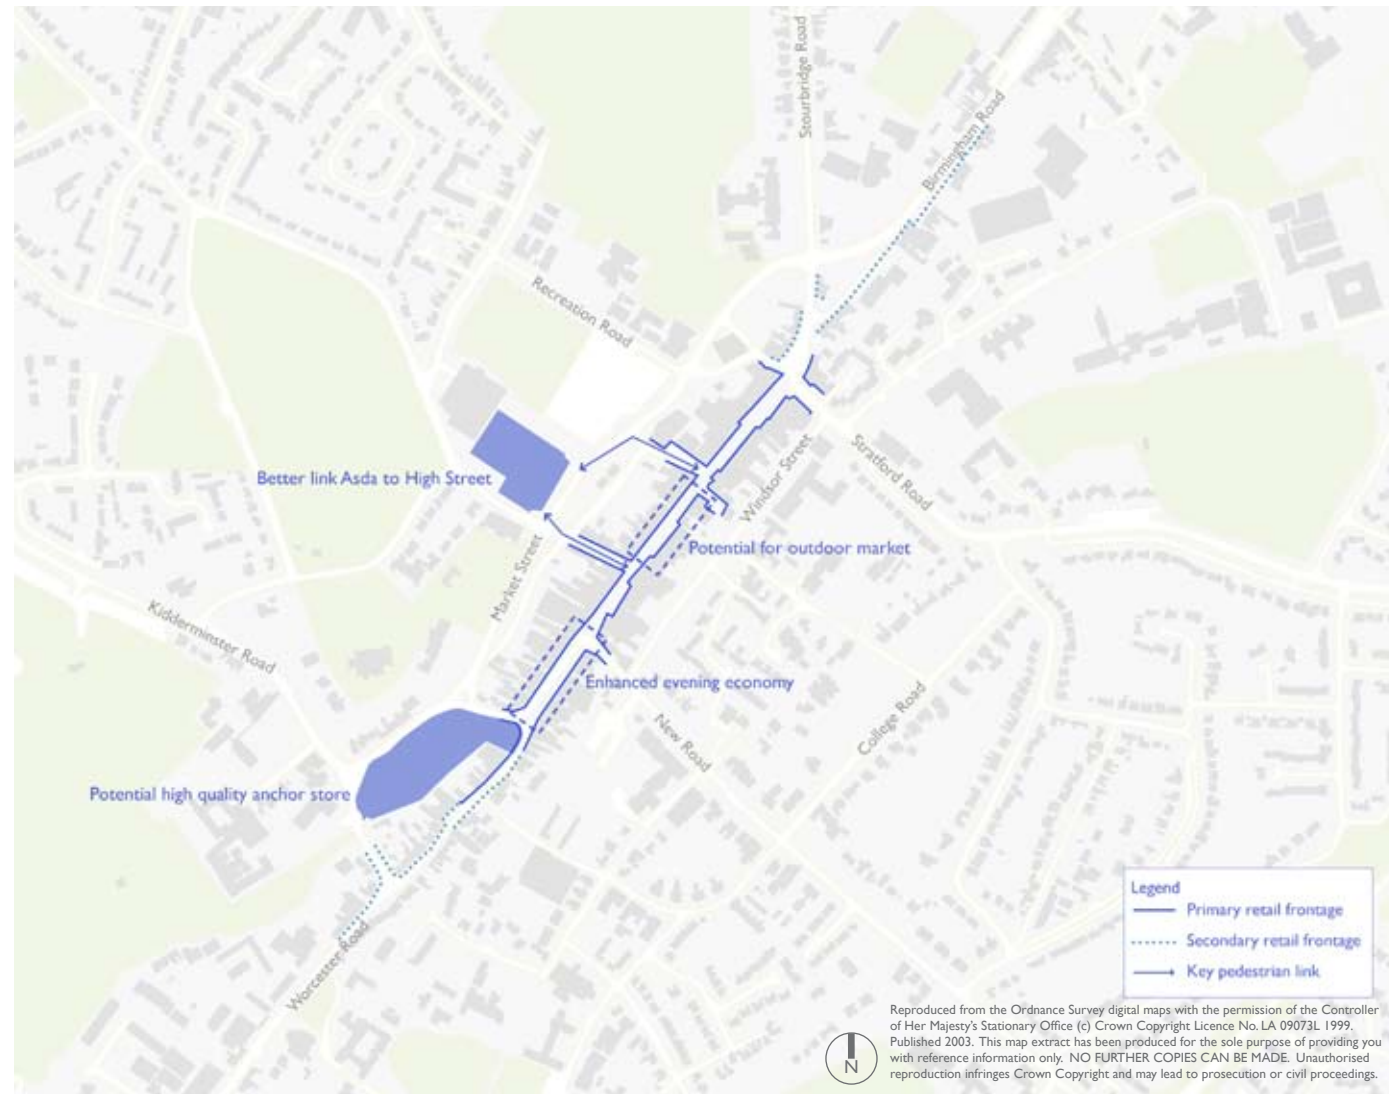 Stourbridge Road
Birmingham Road
Recreation Road
Stratford Road
Windsor Street
Better link Asda to High Street
Potential for outdoor market
Market Street
Kidderminster Road
Enhanced evening economy
College Road
New Road
Potential high quality anchor store
Worcester Road
Legend
Primary retail frontage
Secondary retail frontage
Key pedestrian link
N
Reproduced from the Ordnance Survey digital maps with the permission of the Controller
of Her Majesty's Stationary Office (c) Crown Copyright Licence No. LA 09073L 1999.
Published 2003. This map extract has been produced for the sole purpose of providing you
with reference information only. NO FURTHER COPIES CAN BE MADE. Unauthorised
reproduction infringes Crown Copyright and may lead to prosecution or civil proceedings.